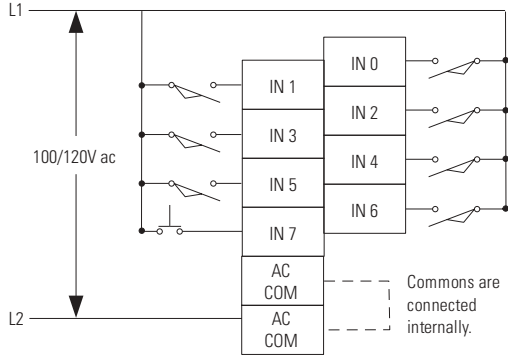 L1
IN 0
IN 1
IN 2
IN 3
100/120V ac
IN 4
IN 5
IN 6
IN 7
AC
COM
Commons are
connected
internally.
AC
COM
L2